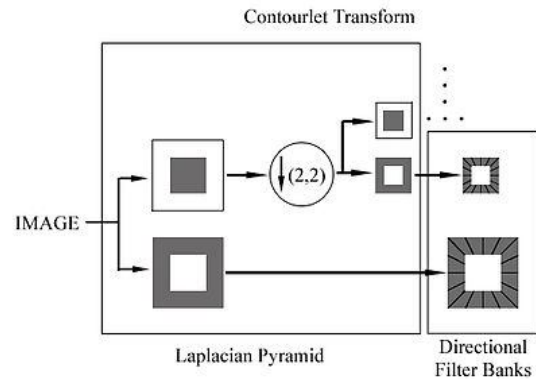 Contourlet Transform
(2,2)
IMAGE
Laplacian Pyramid
Directional
Filter Banks